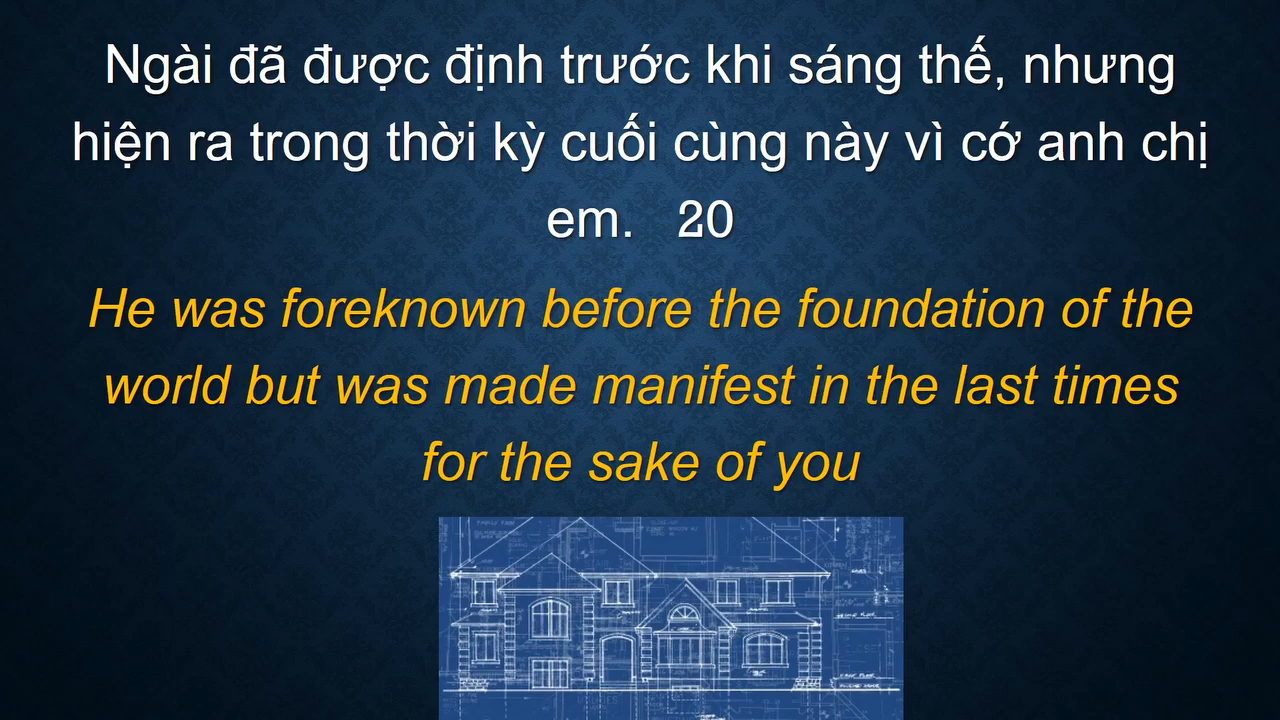 Ngài đã được định trước khi sáng thế, nhưng
hiện ra trong thời kỳ cuối cùng này vì cớ anh chị
em. 20
He was foreknown before the foundation of the
world but was made manifest in the last times
for the sake of you